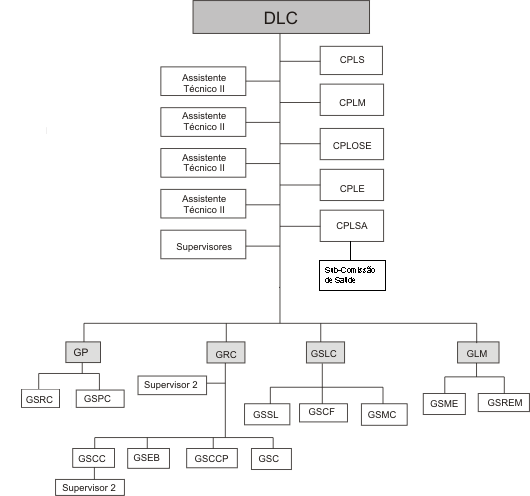 DLC
CPLS
Assistente
Técnico II
CPLM
Assistente
Técnico II
CPLOSE
Assistente
Técnico II
CPLE
Assistente
Técnico II
CPLSA
Supervisores
Sub-Comissão
de Saúde
GP
GRC
GSLC
GLM
Supervisor 2
GSRC
GSPC
GSSL
GSCF
GSMC
GSME
GSREM
GSCC
GSEB
GSCCP
GSC
Supervisor 2